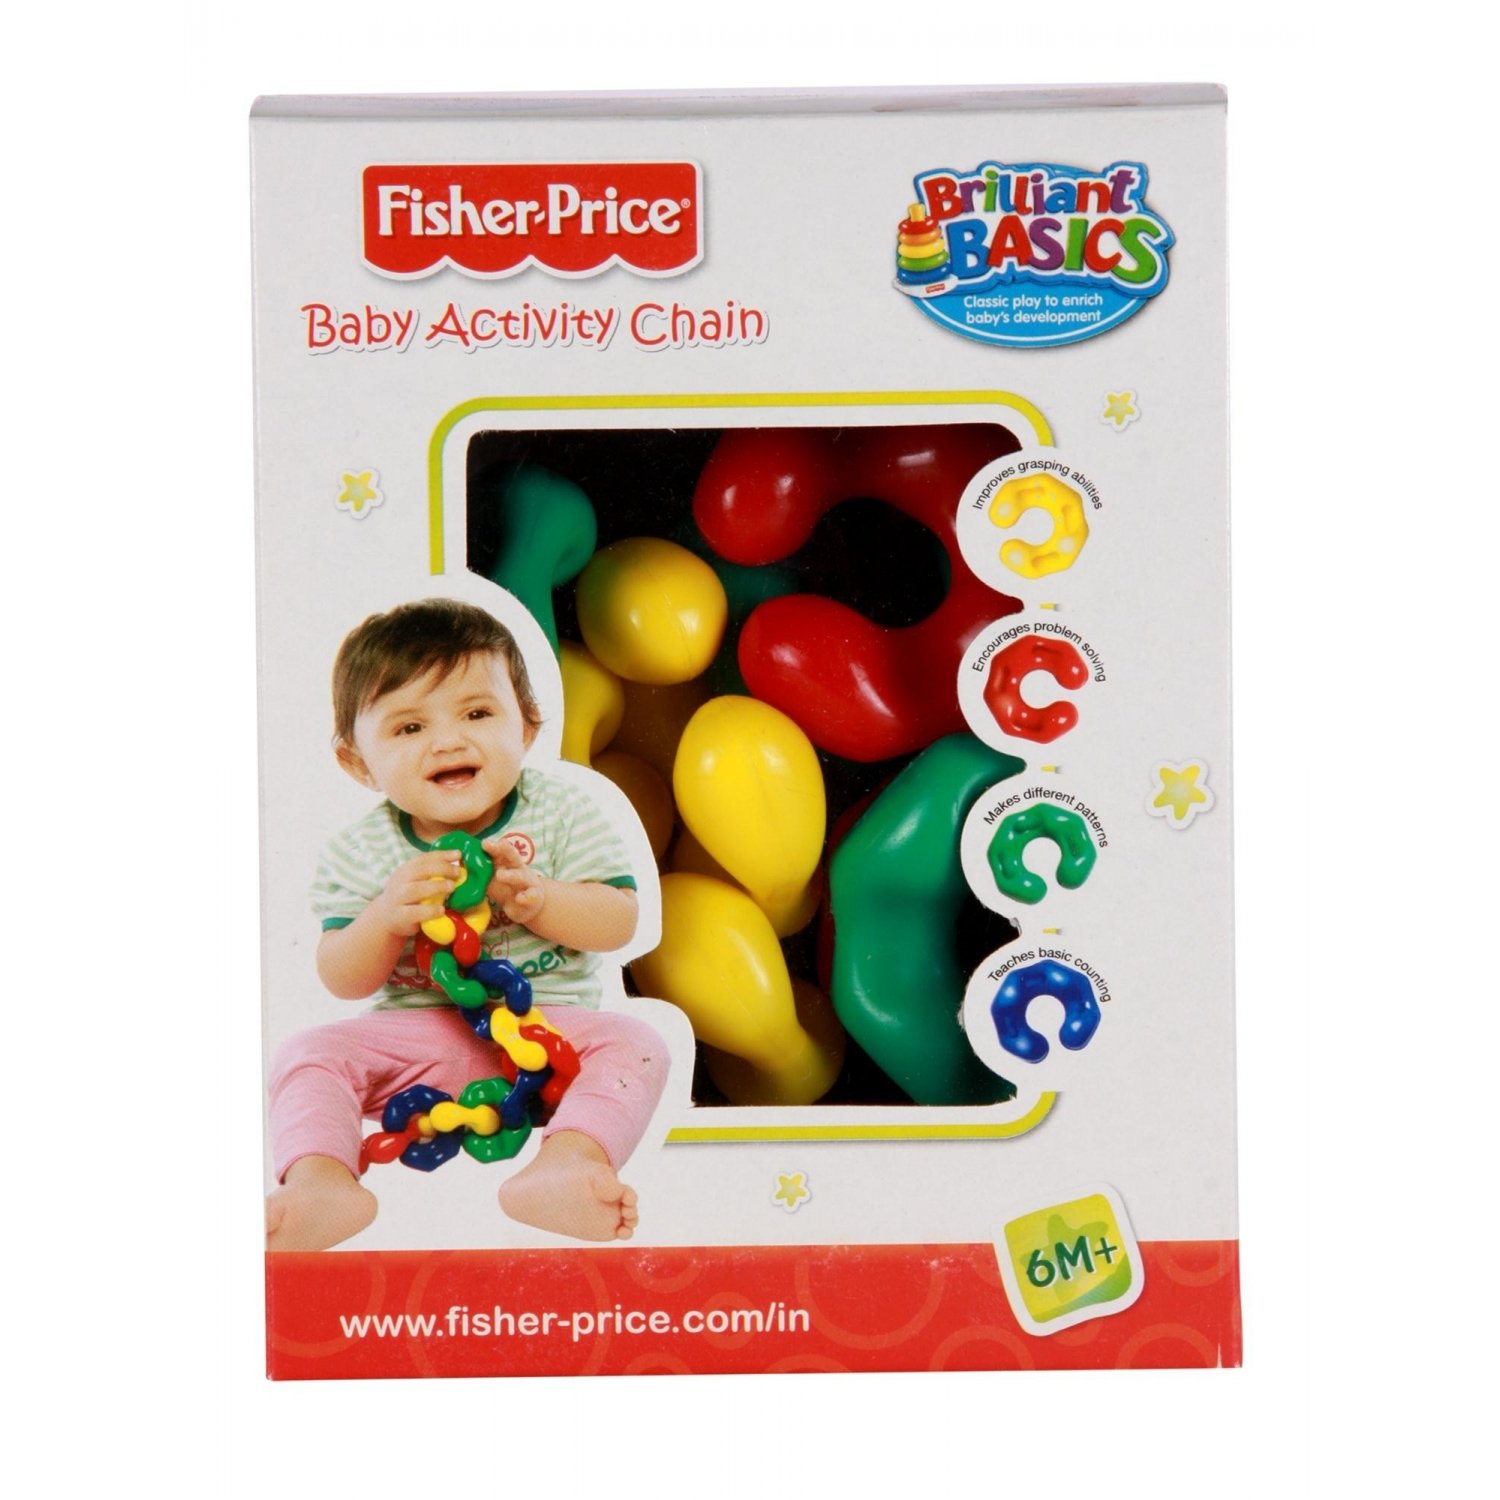 Fisher-Price®
Brilliant
BASICS™
Classic play to enrich
baby's development
Baby Activity Chain
Improves grasping abilities
Encourages problem solving
Makes different patterns
Teaches basic counting
6M+
www.fisher-price.com/in